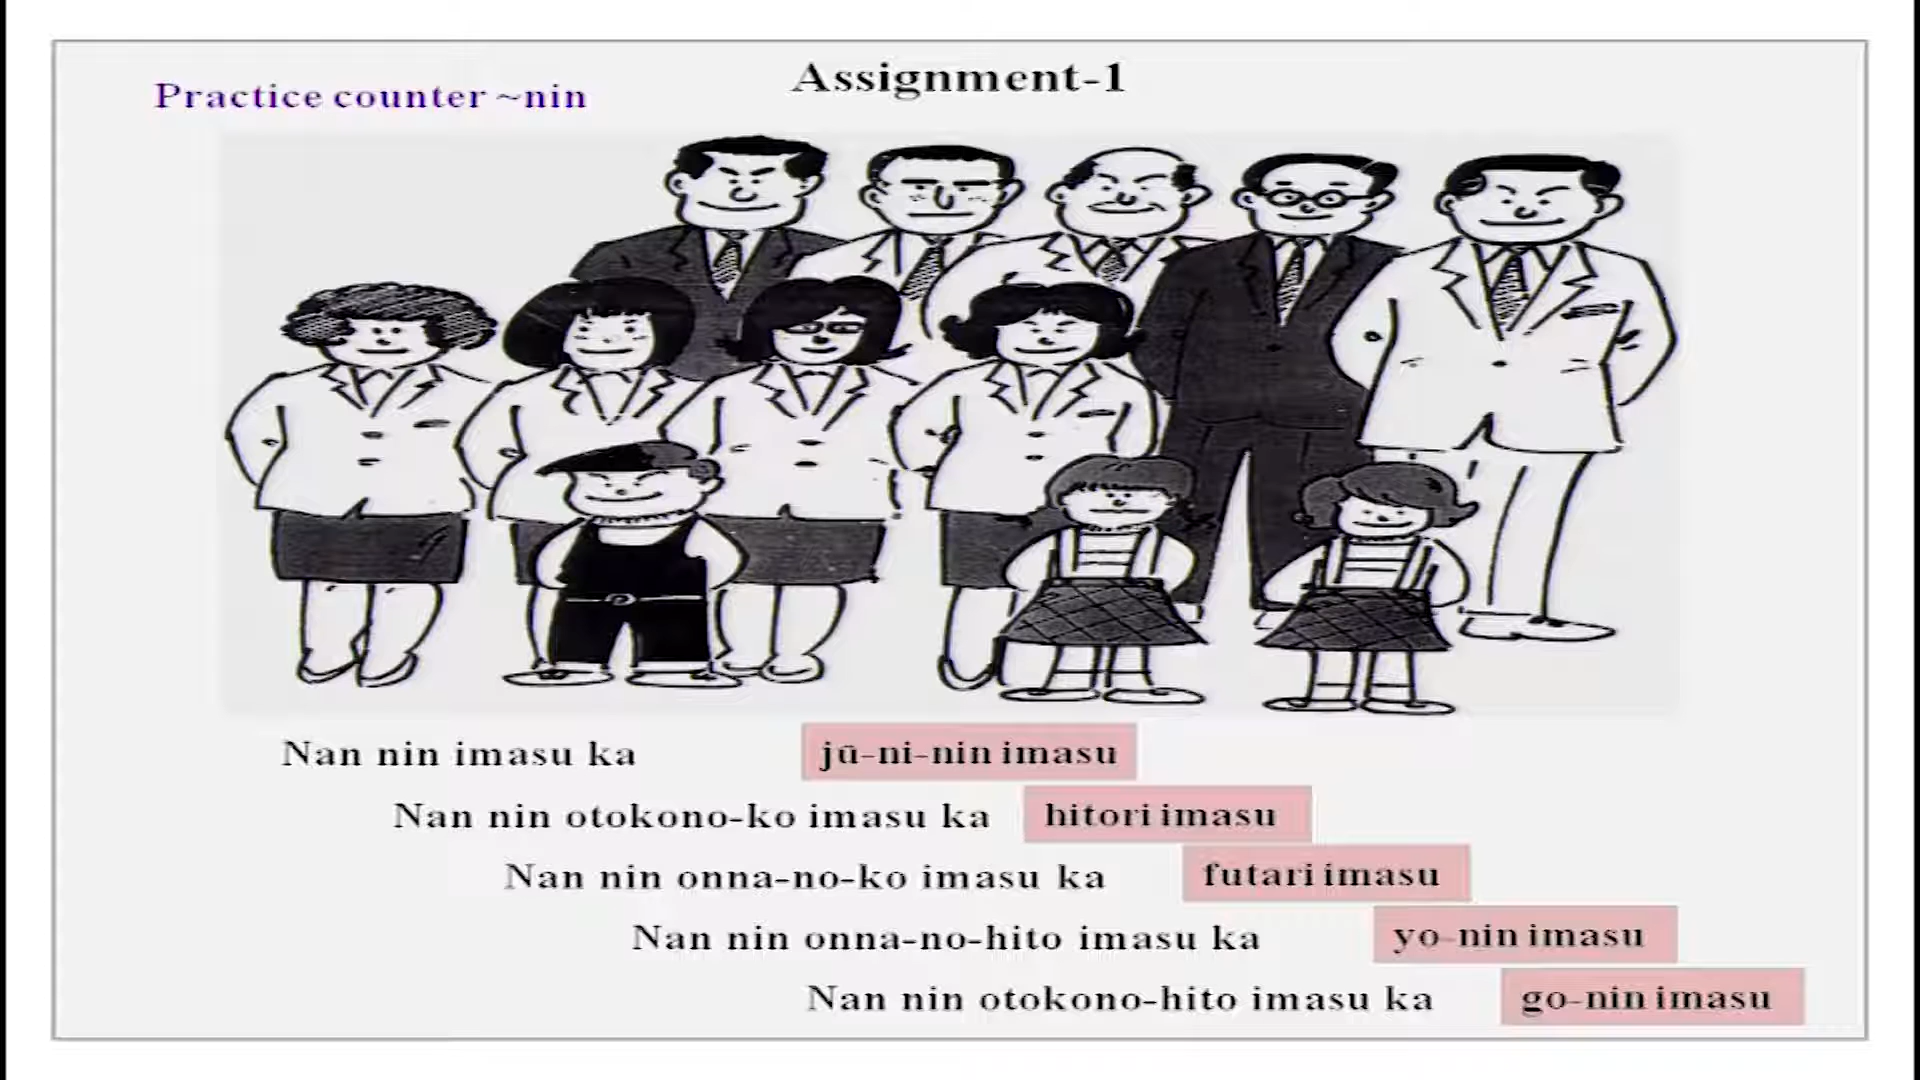 Assignment-1
Practice counter ~nin
Nan nin imasu ka jū-ni-nin imasu
Nan nin otokono-ko imasu ka hitori imasu
Nan nin onna-no-ko imasu ka futari imasu
Nan nin onna-no-hito imasu ka yo-nin imasu
Nan nin otokono-hito imasu ka go-nin imasu